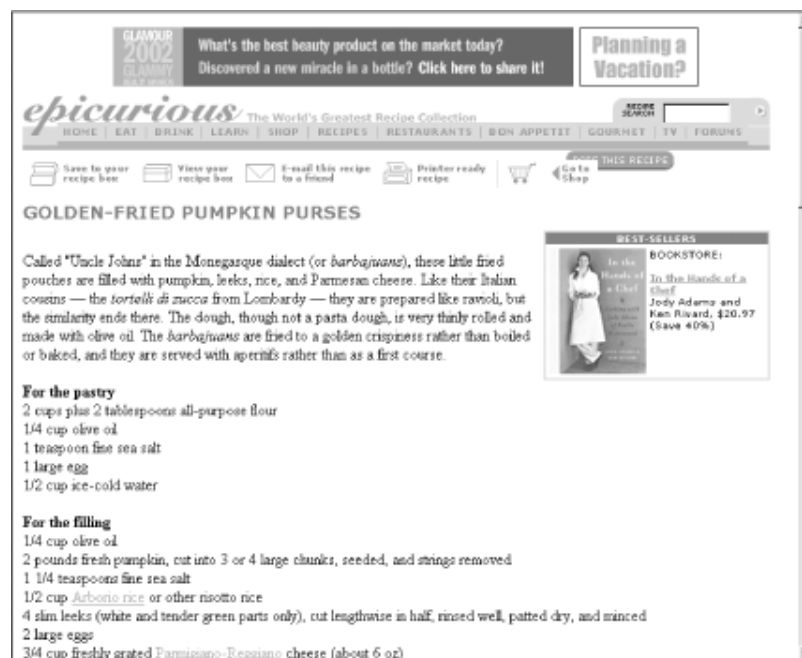 GLAMOUR
2002
GLAMMY
What's the best beauty product on the market today?
Discovered a new miracle in a bottle? Click here to share it!
Planning a
Vacation?
epicurious The World's Greatest Recipe Collection
RECIPE
SEARCH
HOME | EAT | DRINK | LEARN | SHOP | RECIPES | RESTAURANTS | BON APPETIT | GOURMET | TV | FORUMS
Save to your
recipe box
View your
recipe box
E-mail this recipe
to a friend
Printer ready
recipe
Go to
Shop
THIS RECIPE
GOLDEN-FRIED PUMPKIN PURSES
Called "Uncle Johns" in the Monegasque dialect (or barbajuans), these little fried
pouches are filled with pumpkin, leeks, rice, and Parmesan cheese. Like their Italian
cousins — the tortelli di zucca from Lombardy — they are prepared like ravioli, but
the similarity ends there. The dough, though not a pasta dough, is very thinly rolled and
made with olive oil. The barbajuans are fried to a golden crispiness rather than boiled
or baked, and they are served with aperitifs rather than as a first course.
BEST-SELLERS
BOOKSTORE:
In the Hands of a
Chef
Jody Adams and
Ken Rivard, $20.97
(Save 40%)
In the
Hands of
a Chef
For the pastry
2 cups plus 2 tablespoons all-purpose flour
1/4 cup olive oil
1 teaspoon fine sea salt
1 large egg
1/2 cup ice-cold water
For the filling
1/4 cup olive oil
2 pounds fresh pumpkin, cut into 3 or 4 large chunks, seeded, and strings removed
1 1/4 teaspoons fine sea salt
1/2 cup Arborio rice or other risotto rice
4 slim leeks (white and tender green parts only), cut lengthwise in half, rinsed well, patted dry, and minced
2 large eggs
3/4 cup freshly grated Parmigiano-Reggiano cheese (about 6 oz)